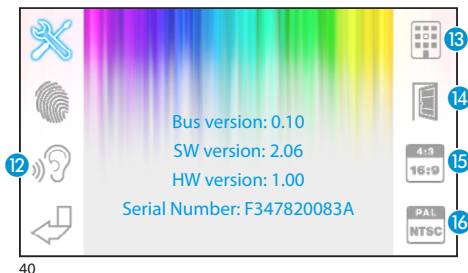 13
14
Bus version: 0.10
SW version: 2.06
12
4:3
16:9
15
HW version: 1.00
Serial Number: F347820083A
PAL
NTSC
16
40